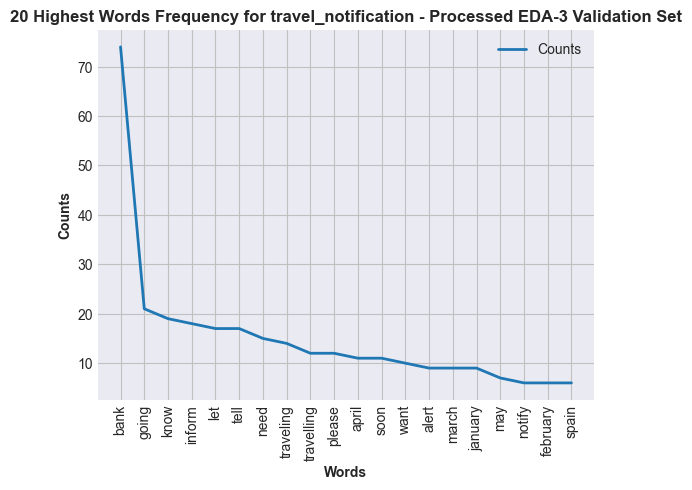 20 Highest Words Frequency for travel_notification - Processed EDA-3 Validation Set
Counts
70
60
50
40
30
20
10
Counts
bank
going
know
inform
let
tell
need
traveling
travelling
please
april
soon
want
alert
march
january
may
notify
february
spain
Words